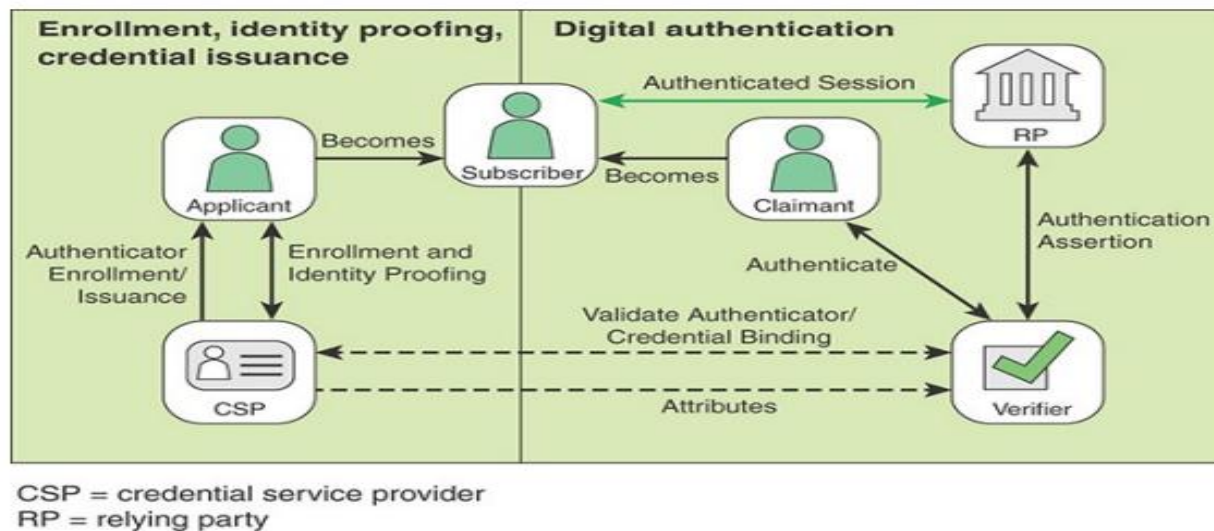 Enrollment, identity proofing,
credential issuance
Digital authentication
Authenticated Session
RP
Becomes
Subscriber
Becomes
Applicant
Claimant
Authenticator
Enrollment/
Issuance
Enrollment and
Identity Proofing
Authenticate
Authentication
Assertion
Validate Authenticator/
Credential Binding
CSP
Attributes
Verifier
CSP = credential service provider
RP = relying party